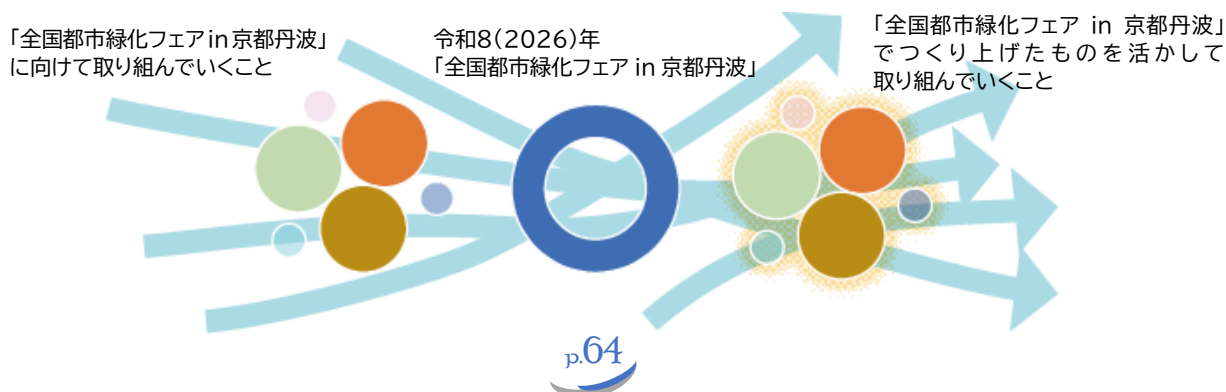 「全国都市緑化フェアin京都丹波」
に向けて取り組んでいくこと
令和8(2026)年
「全国都市緑化フェア in 京都丹波」
「全国都市緑化フェア in 京都丹波」
でつくり上げたものを活かして
取り組んでいくこと
p.64